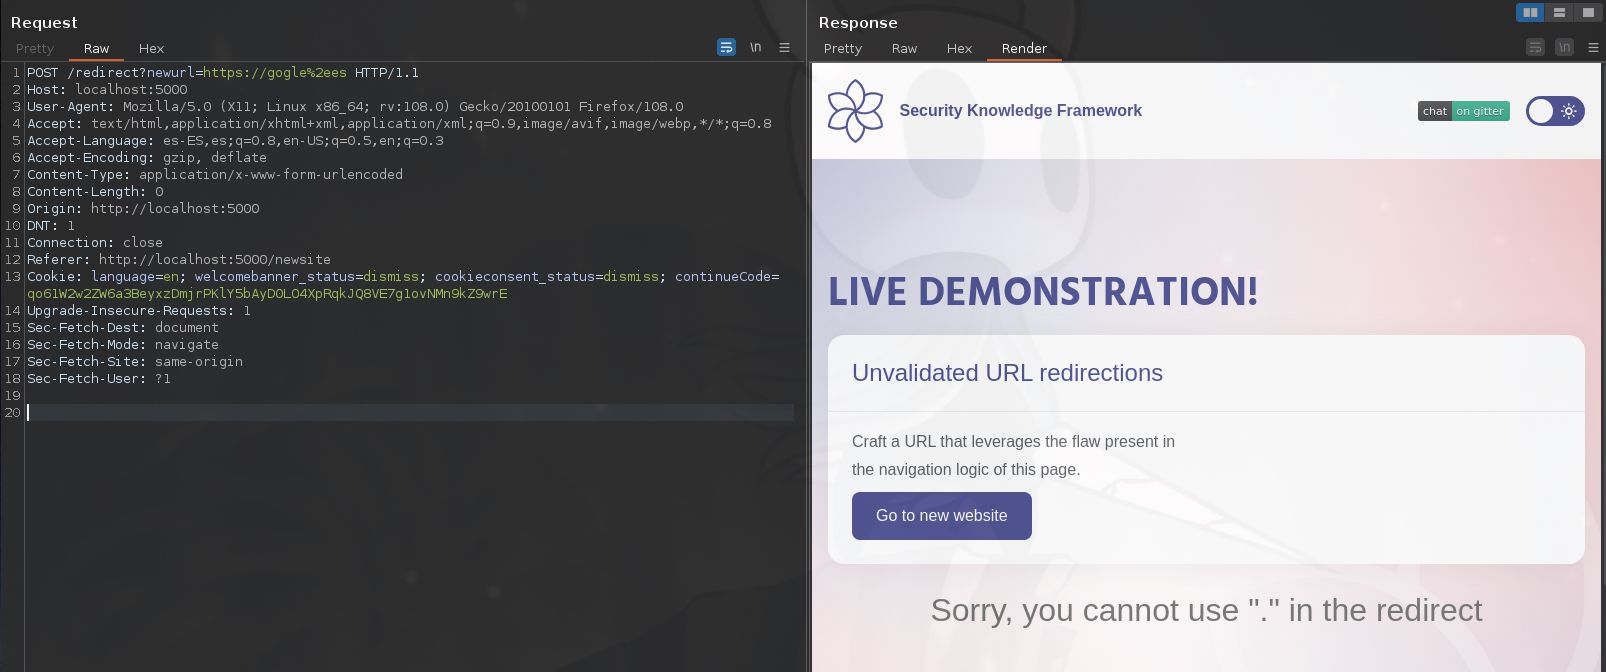 Request
Pretty Raw Hex
\n
1 POST /redirect?newurl=https://gogle%2ees HTTP/1.1
2 Host: localhost:5000
3 User-Agent: Mozilla/5.0 (X11; Linux x86_64; rv:108.0) Gecko/20100101 Firefox/108.0
4 Accept: text/html,application/xhtml+xml,application/xml;q=0.9,image/avif,image/webp,*/*;q=0.8
5 Accept-Language: es-ES,es;q=0.8,en-US;q=0.5,en;q=0.3
6 Accept-Encoding: gzip, deflate
7 Content-Type: application/x-www-form-urlencoded
8 Content-Length: 0
9 Origin: http://localhost:5000
10 DNT: 1
11 Connection: close
12 Referer: http://localhost:5000/newsite
13 Cookie: language=en; welcomebanner_status=dismiss; cookieconsent_status=dismiss; continueCode=
qo61W2w2ZW6a3BeyxzDmjrPKlY5bAyDOLO4XpRqkJQ8VE7g1ovNMn9kZ9wrE
14 Upgrade-Insecure-Requests: 1
15 Sec-Fetch-Dest: document
16 Sec-Fetch-Mode: navigate
17 Sec-Fetch-Site: same-origin
18 Sec-Fetch-User: ?1
19
20
Response
Pretty Raw Hex Render
\n
Security Knowledge Framework
chat on gitter
LIVE DEMONSTRATION!
Unvalidated URL redirections
Craft a URL that leverages the flaw present in
the navigation logic of this page.
Go to new website
Sorry, you cannot use "." in the redirect